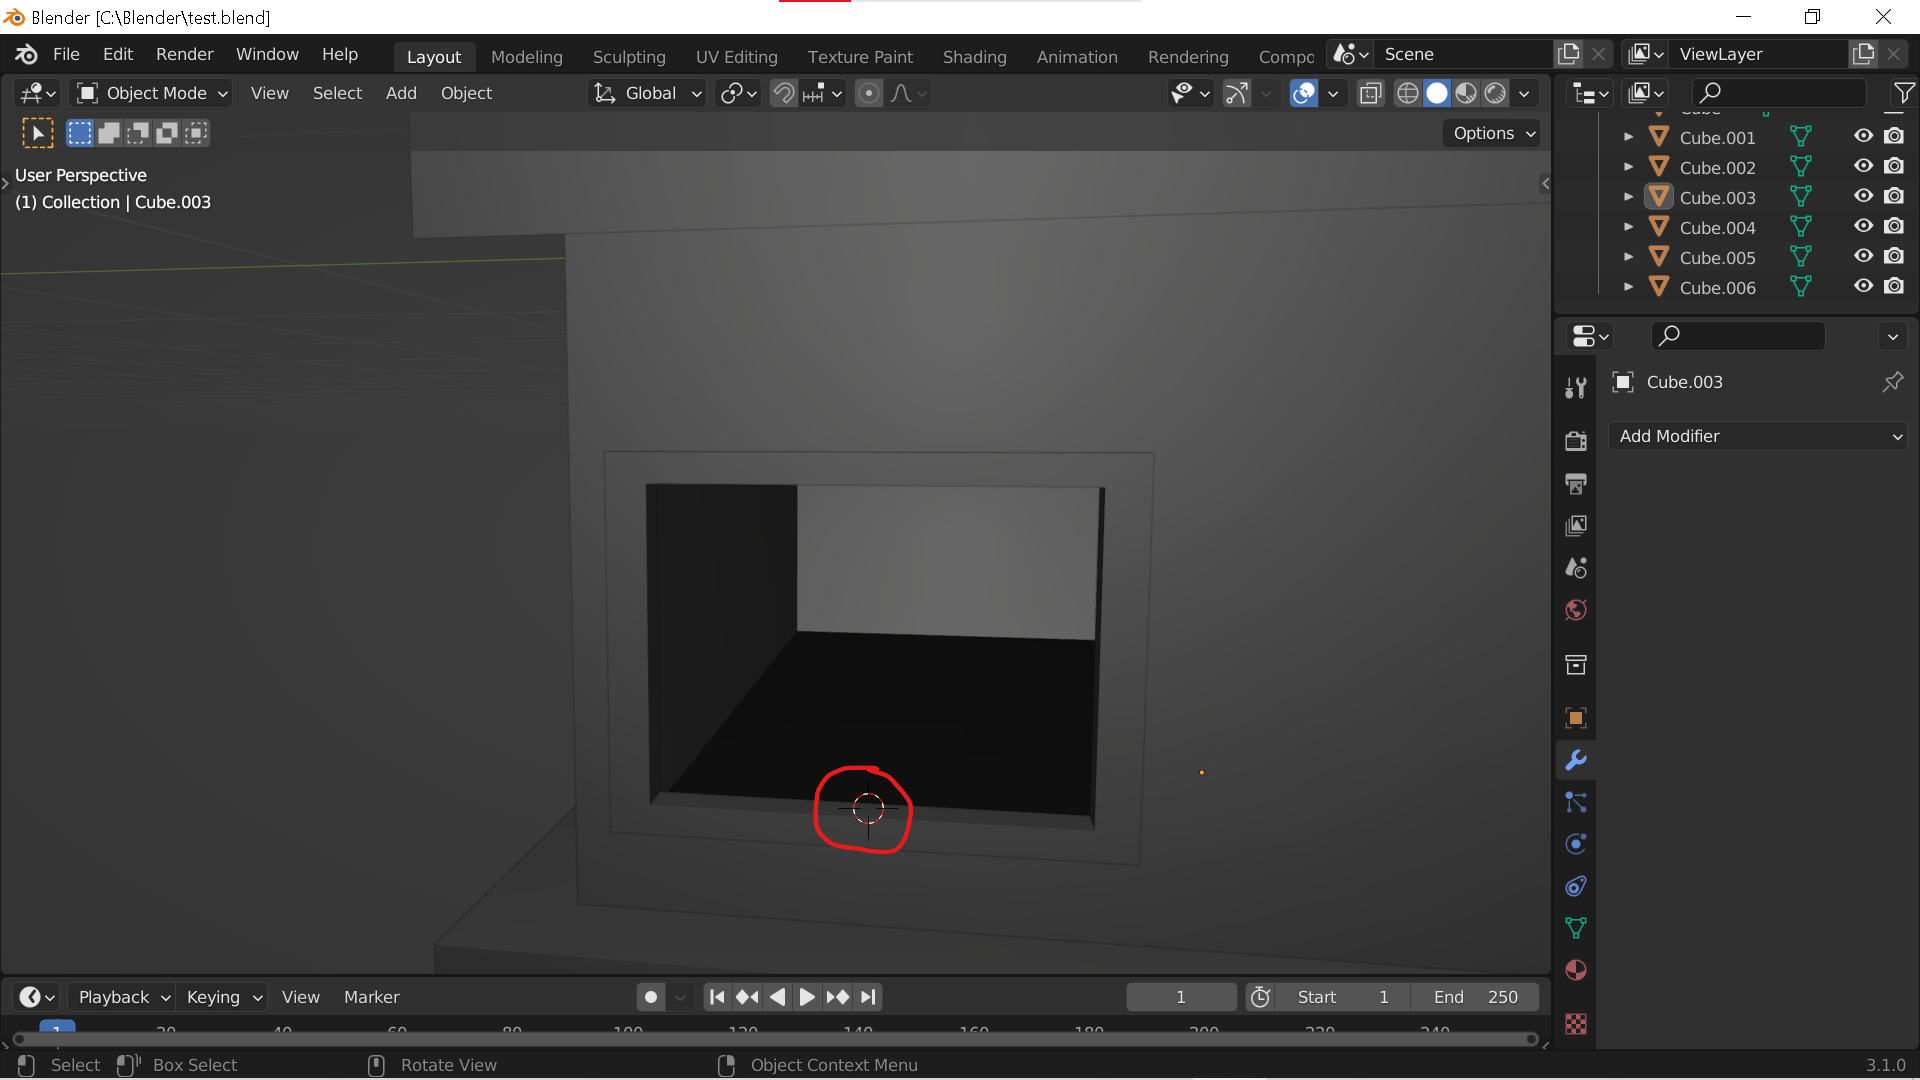 Blender [C:\Blender\test.blend]
File Edit Render Window Help Layout Modeling Sculpting UV Editing Texture Paint Shading Animation Rendering Compo Scene ViewLayer
Object Mode View Select Add Object Global
Options
User Perspective
(1) Collection | Cube.003
Cube
Cube.001
Cube.002
Cube.003
Cube.004
Cube.005
Cube.006
Cube.003
Add Modifier
Playback Keying View Marker 1 Start 1 End 250
1 20 40 60 80 100 120 140 160 180 200 220 240
Select Box Select Rotate View Object Context Menu 3.1.0